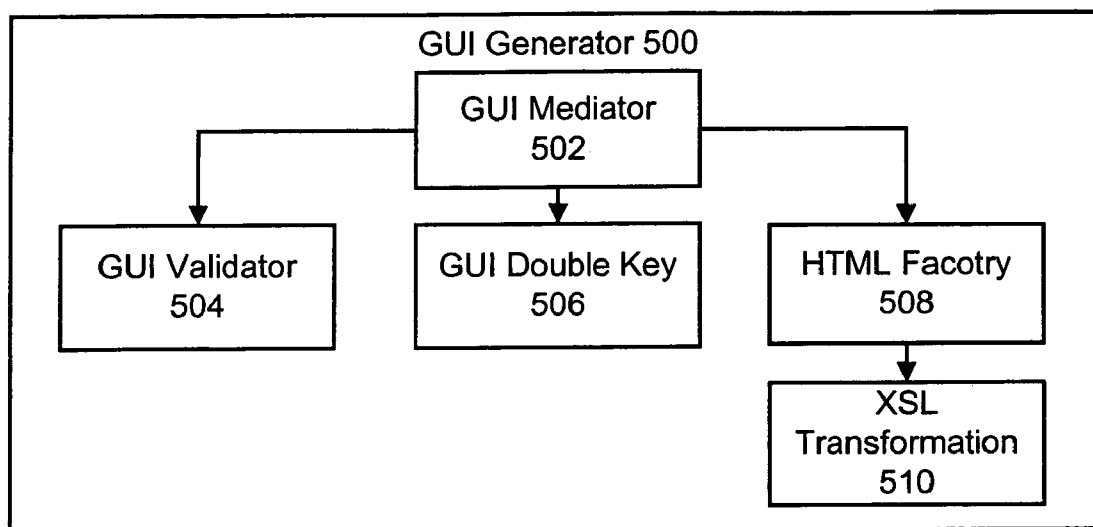 GUI Generator 500
GUI Mediator
502
GUI Validator
504
GUI Double Key
506
HTML Facotry
508
XSL
Transformation
510